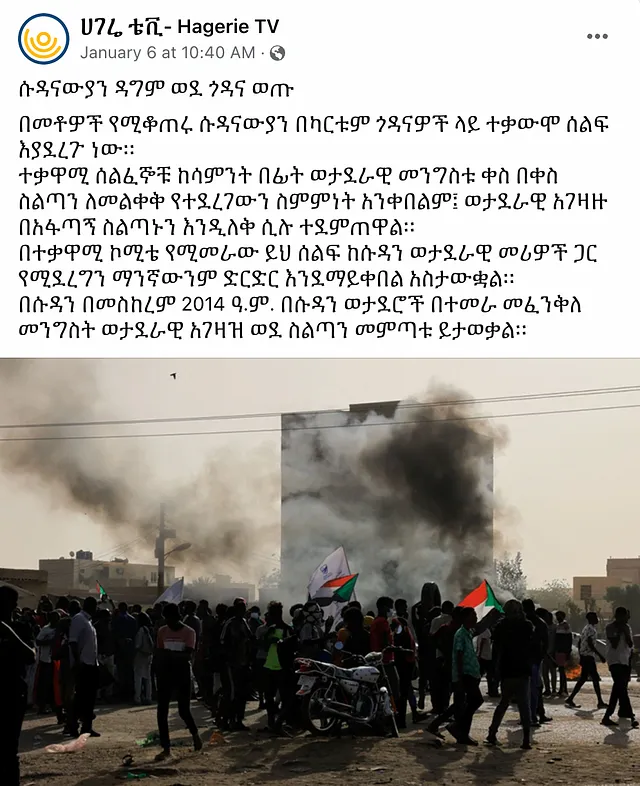 ሀገሬ ቴቪ- Hagerie TV
January 6 at 10:40 AM ·
ሱዳናውያን ዳግም ወደ ጎዳና ወጡ
በመቶዎች የሚቆጠሩ ሱዳናውያን በካርቱም ጎዳናዎች ላይ ተቃውሞ ሰልፍ
እያደረጉ ነው።
ተቃዋሚ ሰልፈኞቹ ከሳምንት በፊት ወታደራዊ መንግስቱ ቀስ በቀስ
ስልጣን ለመልቀቅ የተደረገውን ስምምነት አንቀበልም፤ ወታደራዊ አገዛዙ
በአፋጣኝ ስልጣኑን እንዲለቅ ሲሉ ተደምጠዋል።
በተቃዋሚ ኮሚቴ የሚመራው ይህ ሰልፍ ከሱዳን ወታደራዊ መሪዎች ጋር
የሚደረግን ማንኛውንም ድርድር እንደማይቀበል አስታውቋል።
በሱዳን በመስከረም 2014 ዓ.ም. በሱዳን ወታደሮች በተመራ መፈንቅለ
መንግስት ወታደራዊ አገዛዝ ወደ ስልጣን መምጣቱ ይታወቃል።